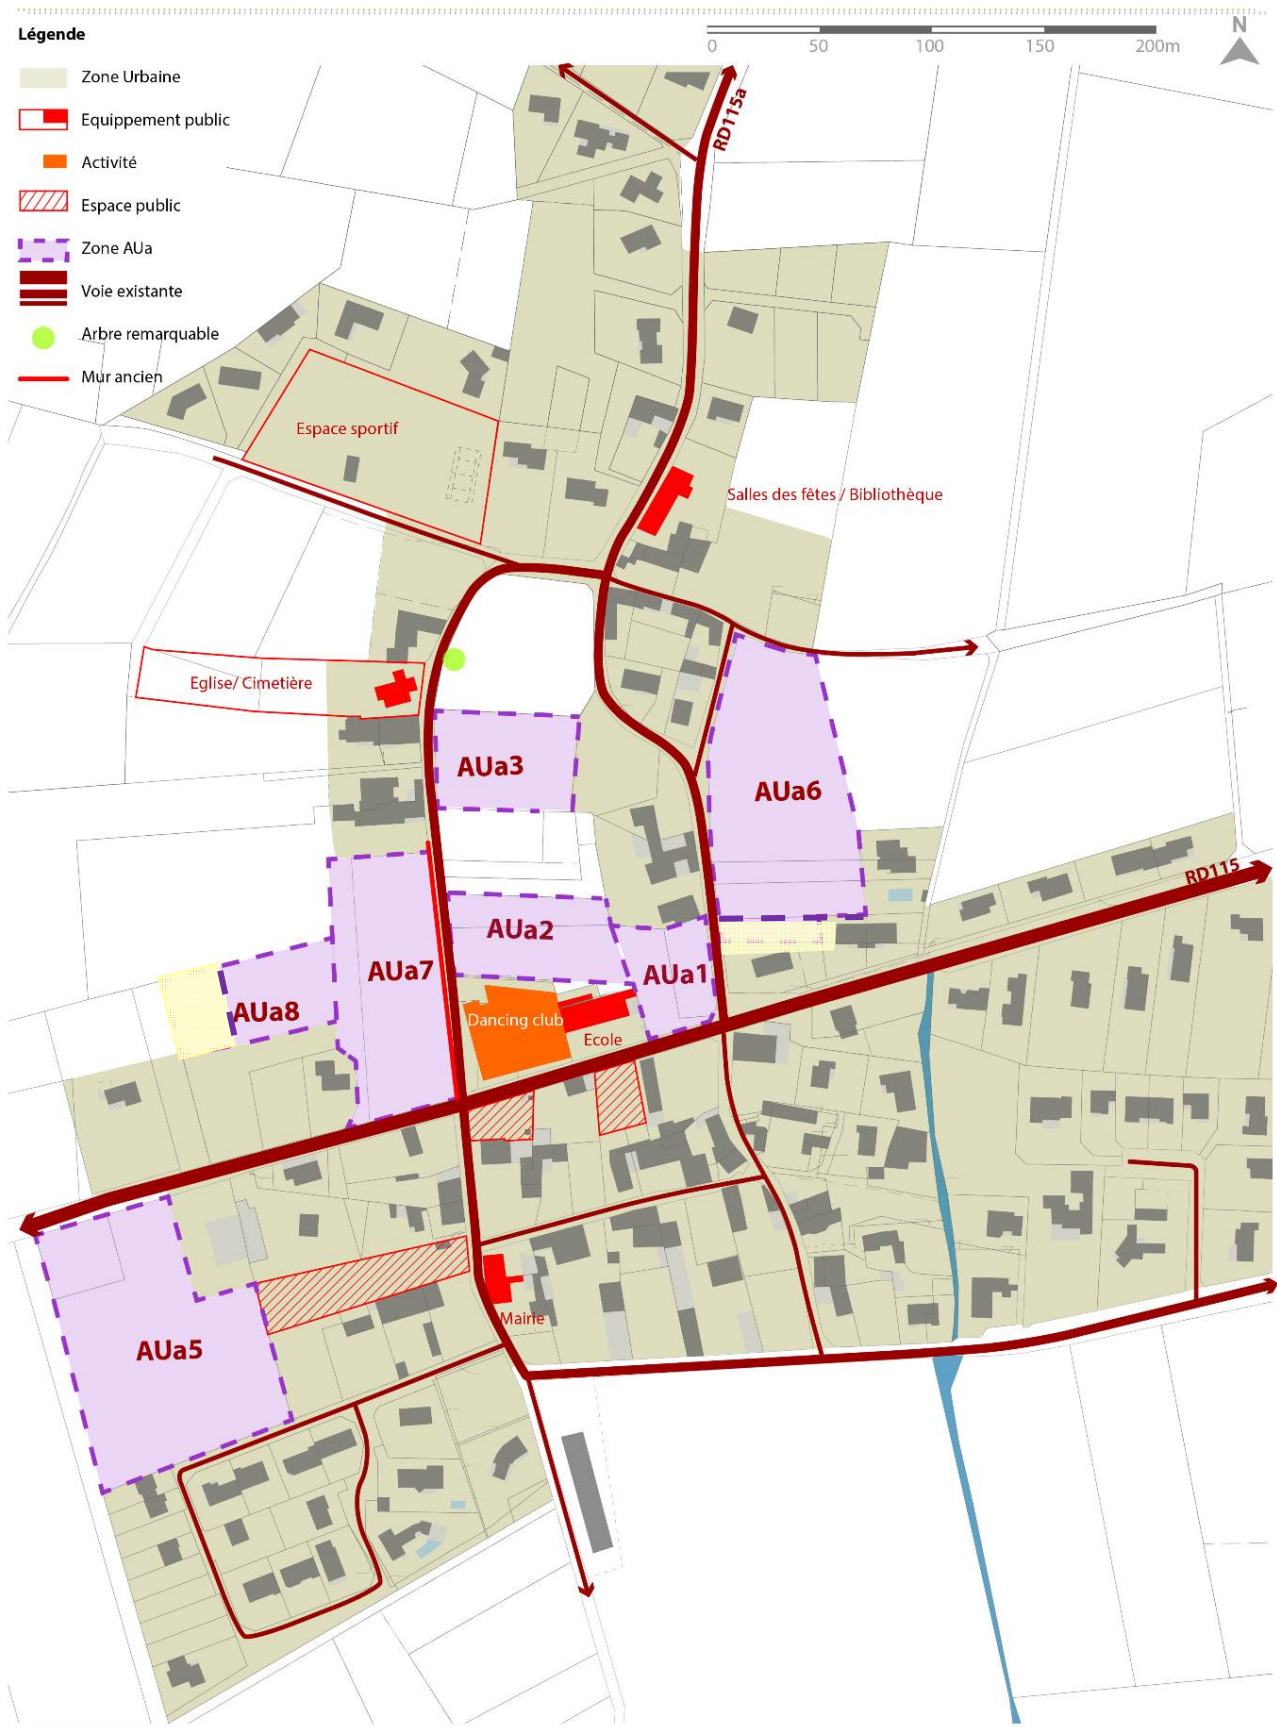 Légende
Zone Urbaine
Equippement public
Activité
Espace public
Zone AUa
Voie existante
Arbre remarquable
Mur ancien
0 50 100 150 200m
N
RD115a
Espace sportif
Salles des fêtes / Bibliothèque
Eglise/ Cimetière
AUa3
AUa6
RD115
AUa2
AUa7
AUa1
AUa8
Dancing club
Ecole
Mairie
AUa5